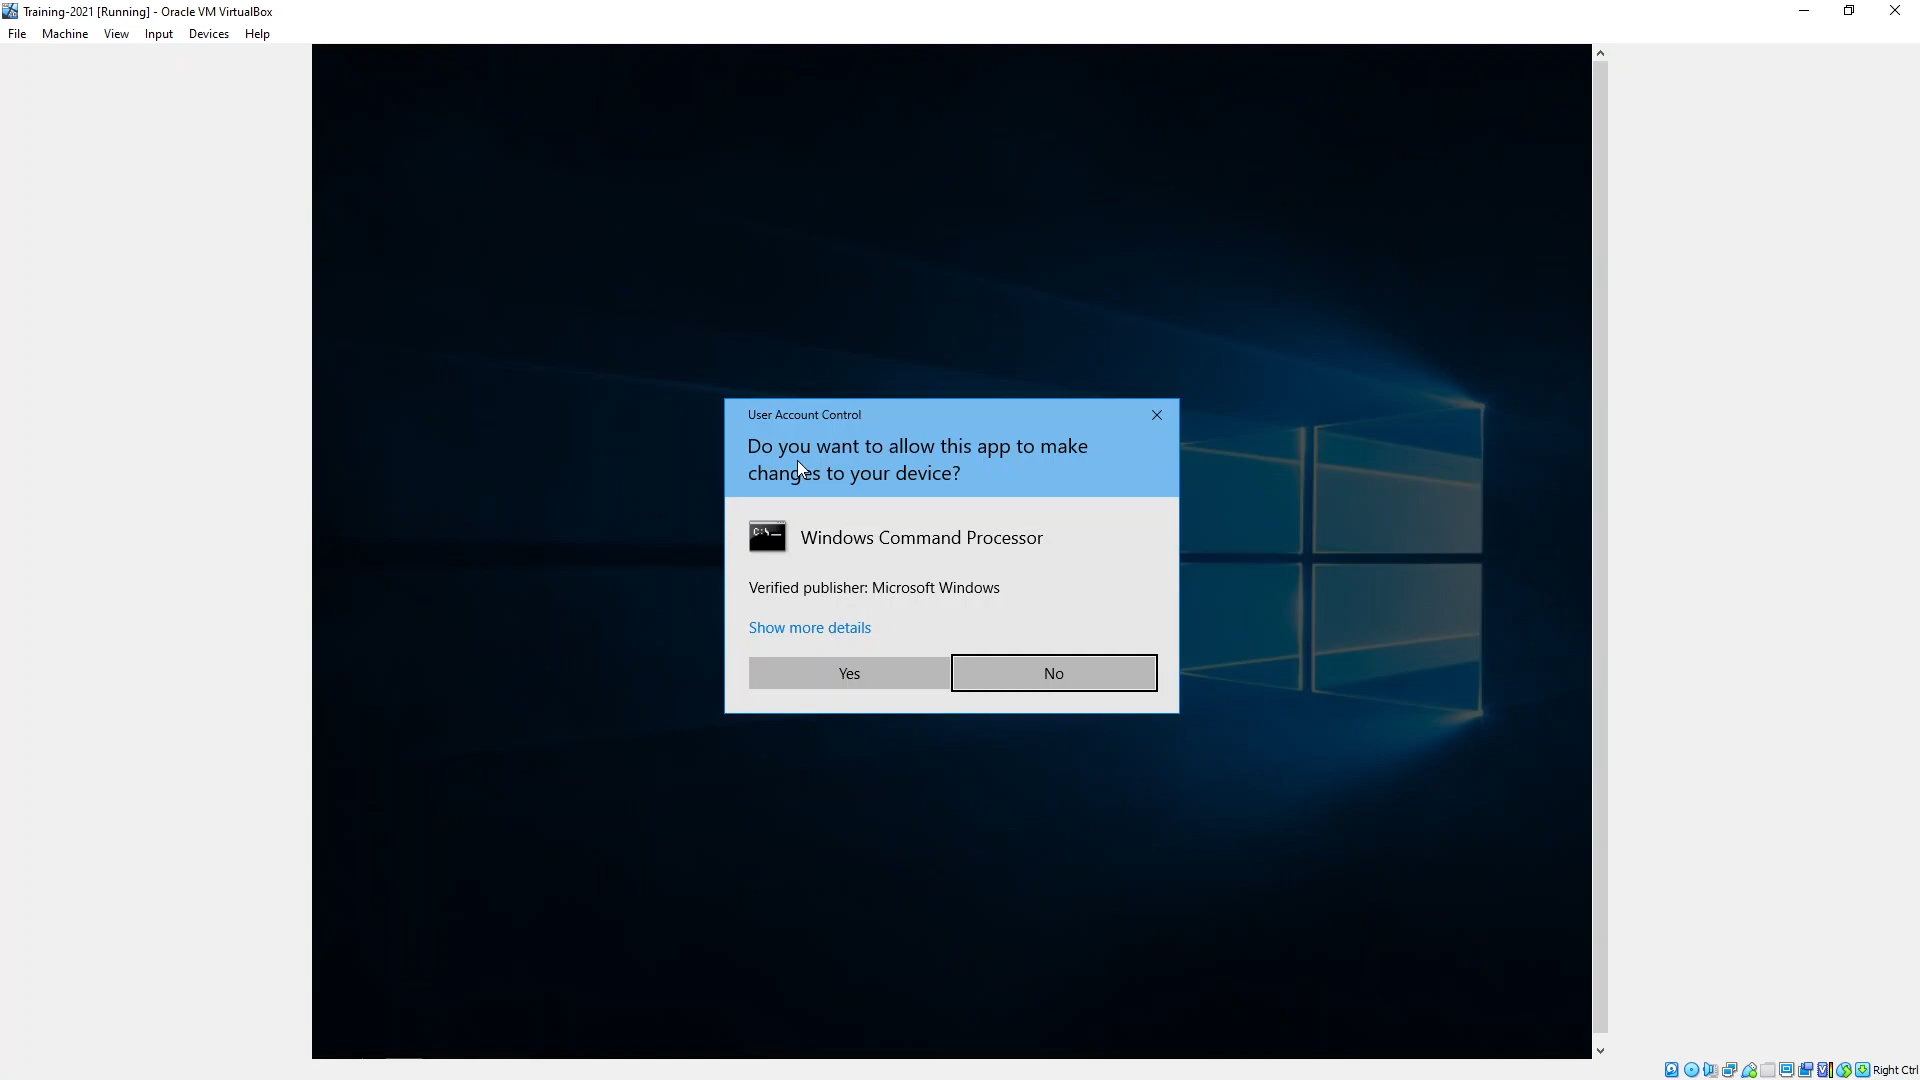 Training-2021 [Running] - Oracle VM VirtualBox
File Machine View Input Devices Help
User Account Control
Do you want to allow this app to make
changes to your device?
C:\_
Windows Command Processor
Verified publisher: Microsoft Windows
Show more details
Yes No
Right Ctrl